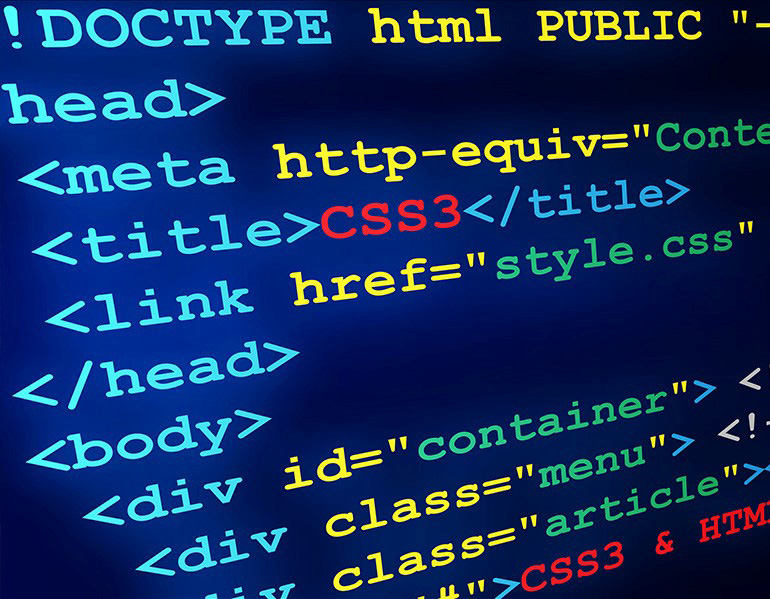 !DOCTYPE html PUBLIC "-
head>
<meta http-equiv="Conte
<title>CSS3</title>
<link href="style.css"
</head>
<body>
<div id="container"> <!
<div class="menu"> <!-
div class="article">
#">CSS3 & HTM